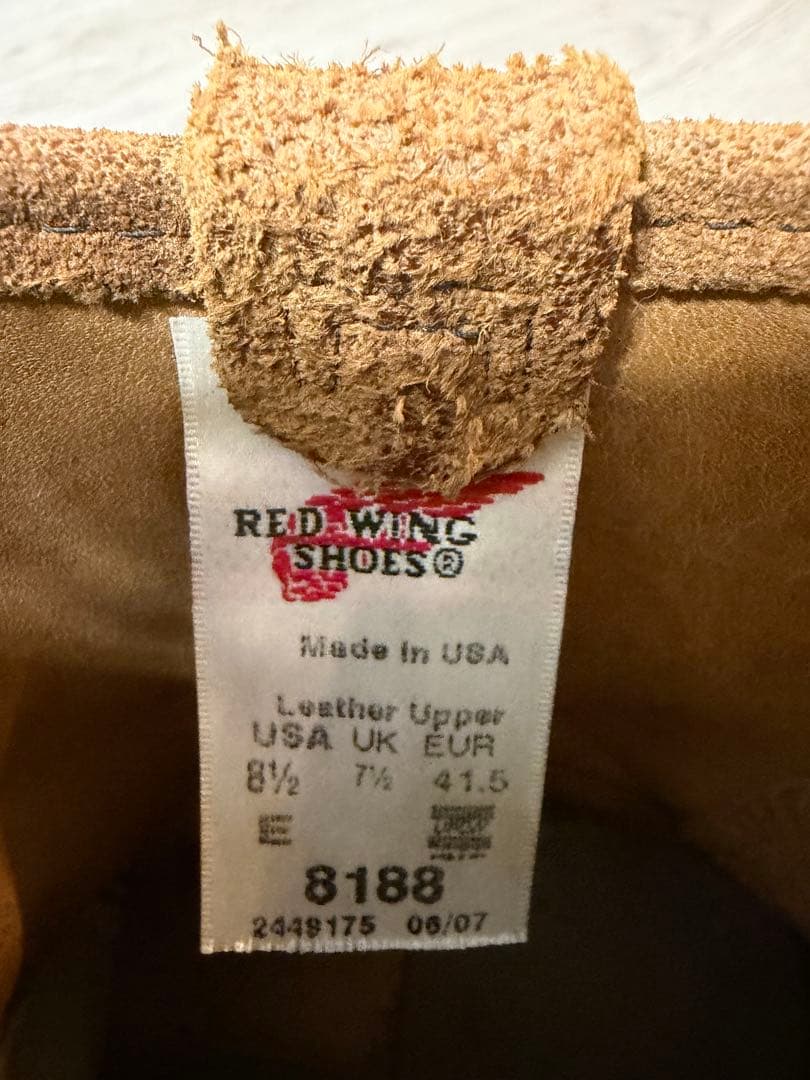 RED WING
SHOES®
Made In USA
Leather Upper
USA UK EUR
8½ 7½ 41.5
E
8188
2449175 06/07